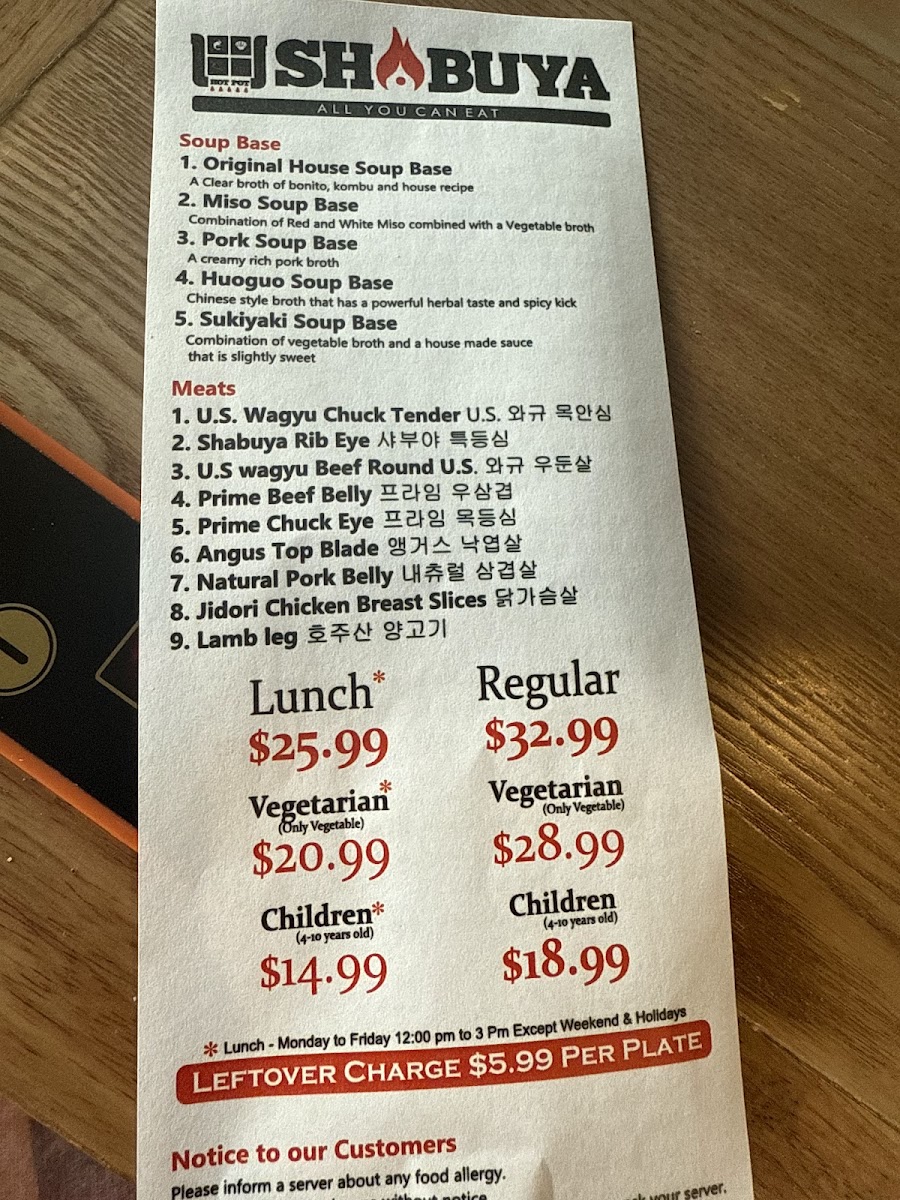 HOT POT
SHABUYA
ALL YOU CAN EAT
Soup Base
1. Original House Soup Base
A Clear broth of bonito, kombu and house recipe
2. Miso Soup Base
Combination of Red and White Miso combined with a Vegetable broth
3. Pork Soup Base
A creamy rich pork broth
4. Huoguo Soup Base
Chinese style broth that has a powerful herbal taste and spicy kick
5. Sukiyaki Soup Base
Combination of vegetable broth and a house made sauce
that is slightly sweet
Meats
1. U.S. Wagyu Chuck Tender U.S. 와규 목안심
2. Shabuya Rib Eye 샤부야 특등심
3. U.S wagyu Beef Round U.S. 와규 우둔살
4. Prime Beef Belly 프라임 우삼겹
5. Prime Chuck Eye 프라임 목등심
6. Angus Top Blade 앵거스 낙엽살
7. Natural Pork Belly 내츄럴 삼겹살
8. Jidori Chicken Breast Slices 닭가슴살
9. Lamb leg 호주산 양고기
Lunch* Regular
$25.99 $32.99
Vegetarian* Vegetarian
(Only Vegetable) (Only Vegetable)
$20.99 $28.99
Children* Children
(4-10 years old) (4-10 years old)
$14.99 $18.99
* Lunch - Monday to Friday 12:00 pm to 3 Pm Except Weekend & Holidays
LEFTOVER CHARGE $5.99 PER PLATE
Notice to our Customers
Please inform a server about any food allergy.
without notice your server.